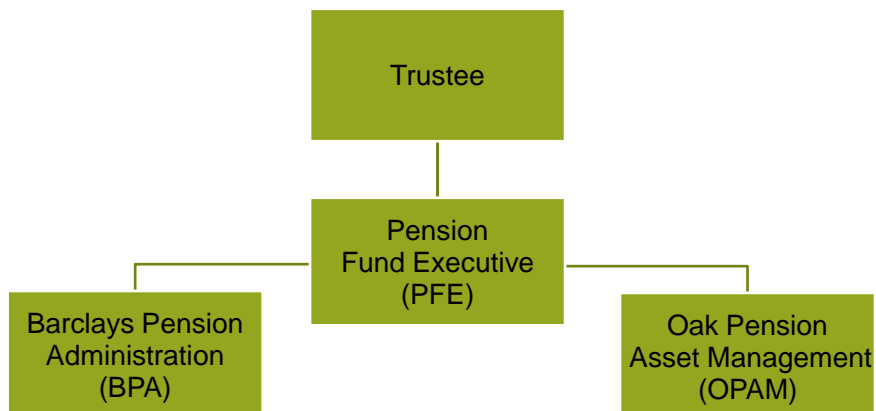 Trustee
Pension
Fund Executive
(PFE)
Barclays Pension
Administration
(BPA)
Oak Pension
Asset Management
(OPAM)